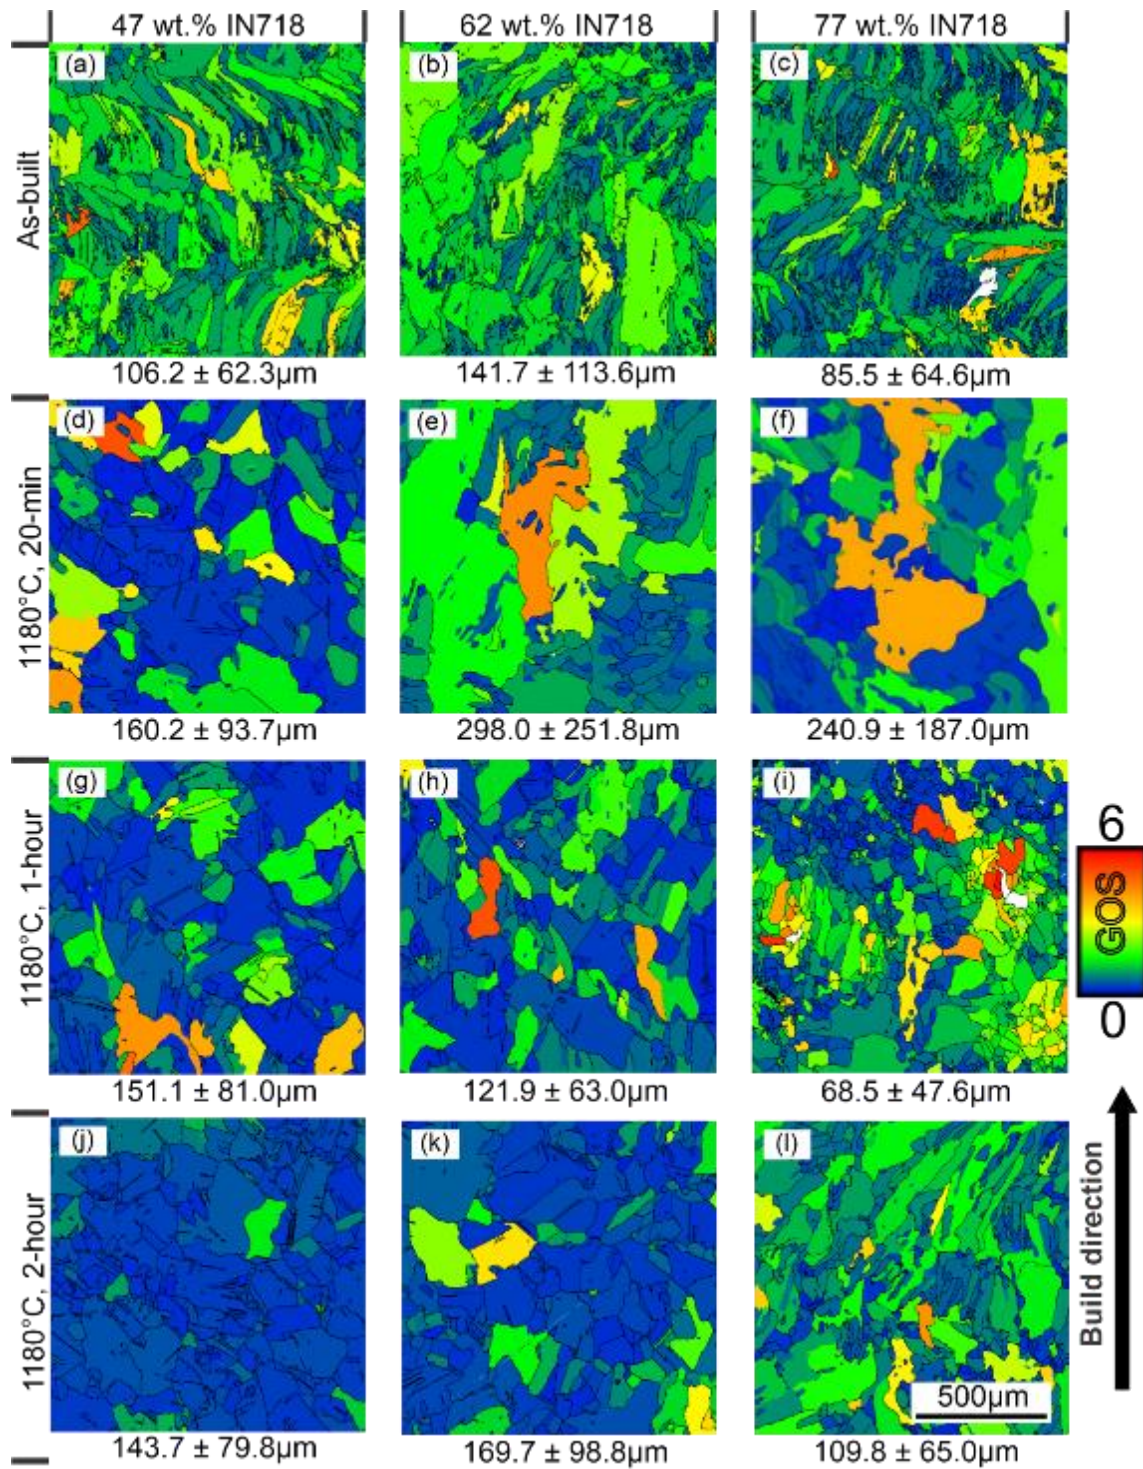 47 wt.% IN718
62 wt.% IN718
77 wt.% IN718
As-built
(a)
(b)
(c)
106.2 ± 62.3µm
141.7 ± 113.6µm
85.5 ± 64.6µm
1180°C, 20-min
(d)
(e)
(f)
160.2 ± 93.7µm
298.0 ± 251.8µm
240.9 ± 187.0µm
1180°C, 1-hour
(g)
(h)
(i)
151.1 ± 81.0µm
121.9 ± 63.0µm
68.5 ± 47.6µm
6
GOS
0
1180°C, 2-hour
(j)
(k)
(l)
500µm
143.7 ± 79.8µm
169.7 ± 98.8µm
109.8 ± 65.0µm
Build direction